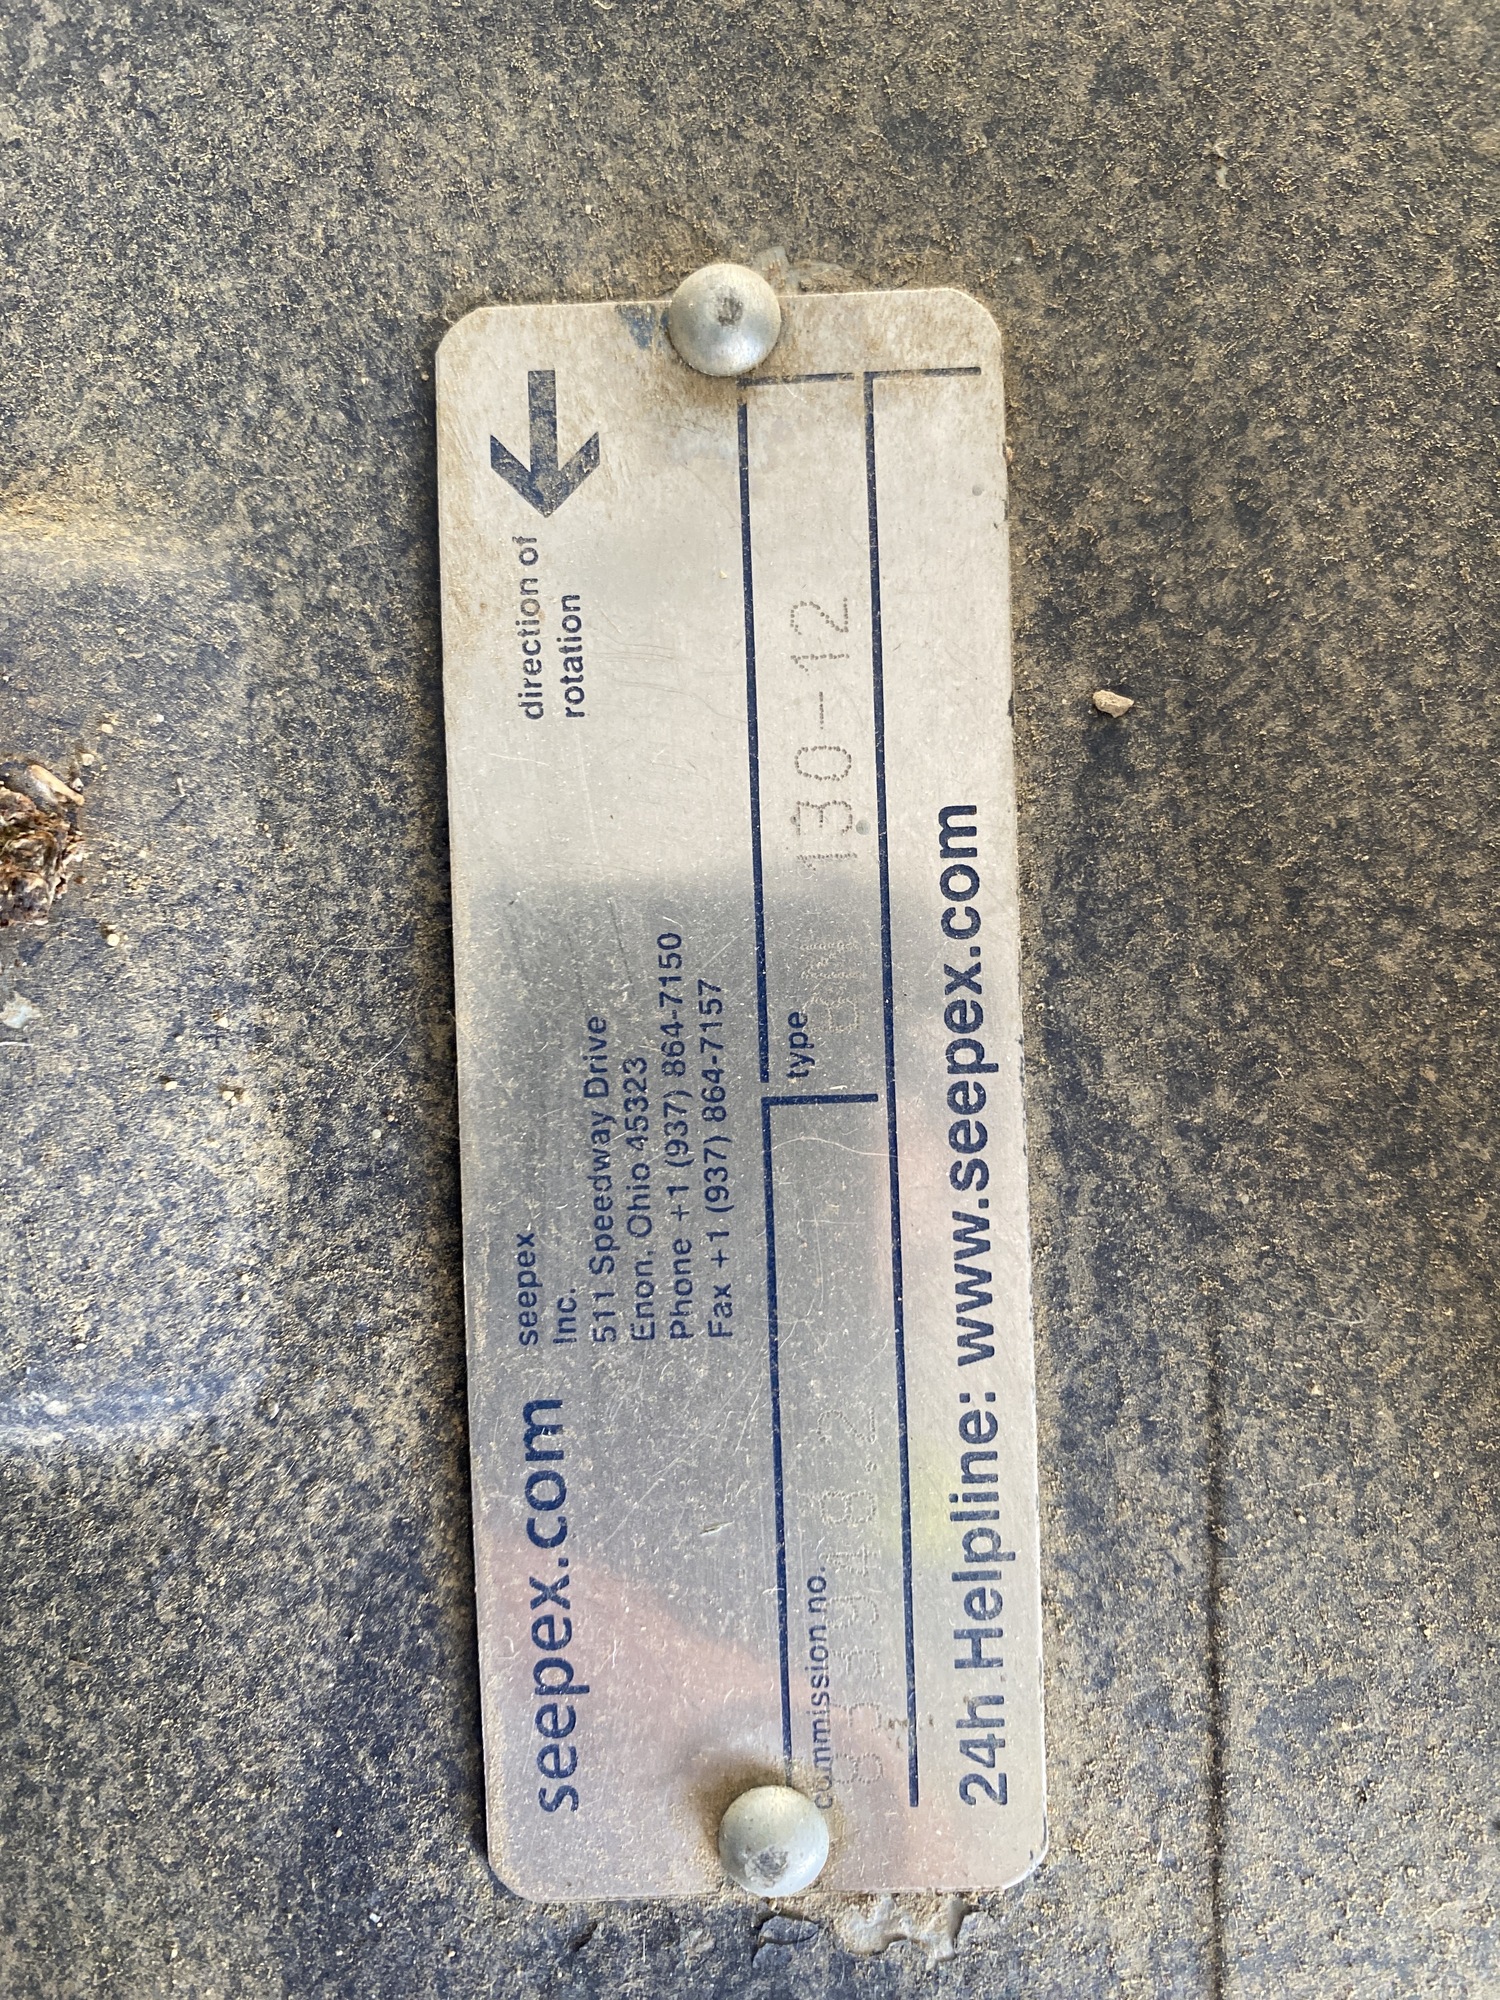 seepex.com
seepex
Inc.
511 Speedway Drive
Enon, Ohio 45323
Phone +1 (937) 864-7150
Fax +1 (937) 864-7157
direction of
rotation
commission no.
type
BN 130-12
24h Helpline: www.seepex.com